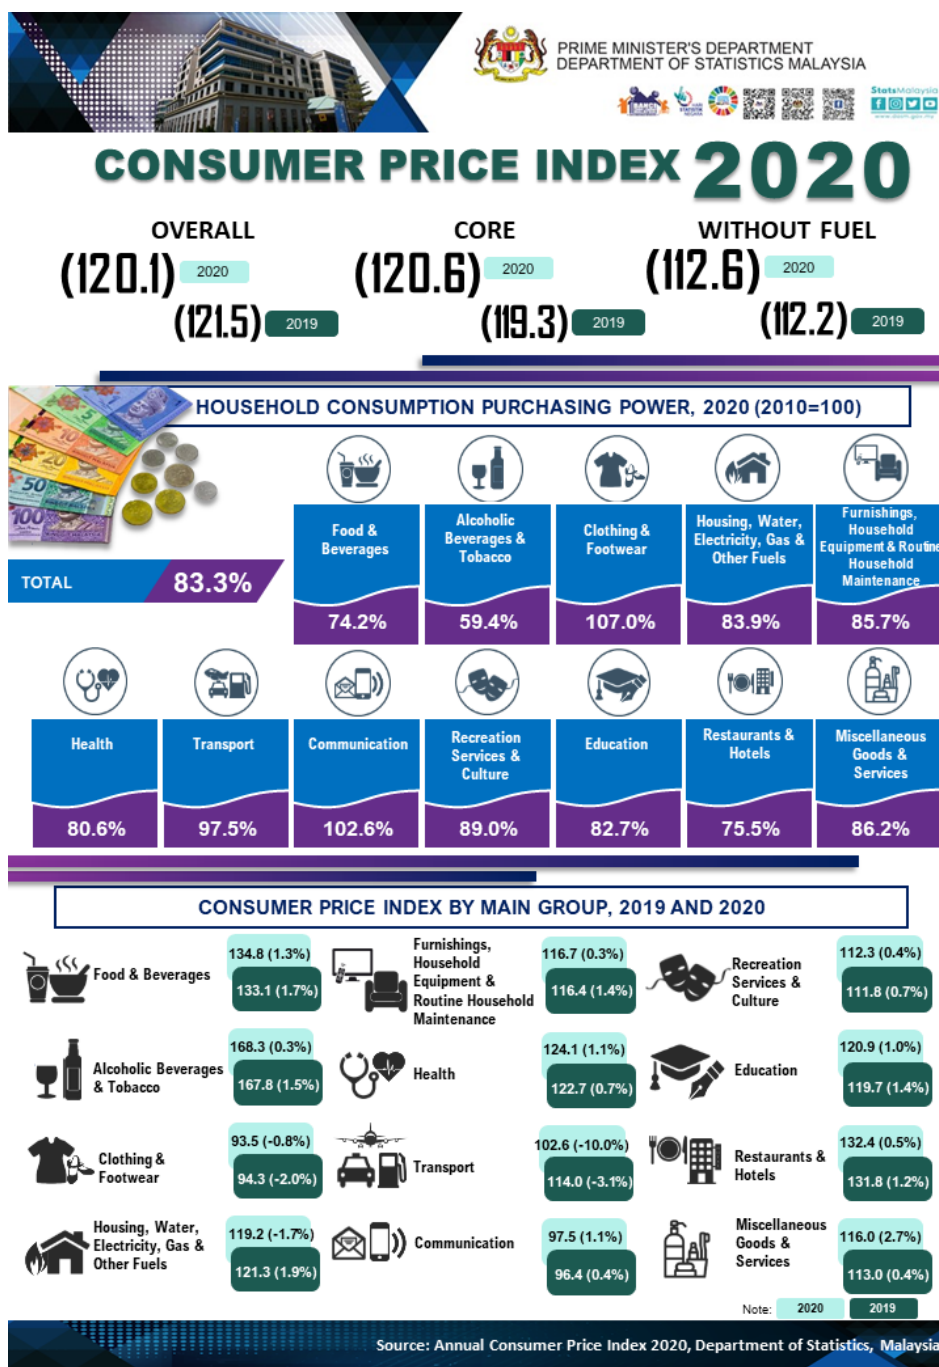 PRIME MINISTER'S DEPARTMENT
DEPARTMENT OF STATISTICS MALAYSIA
StatsMalaysia
www.dosm.gov.my
CONSUMER PRICE INDEX 2020
OVERALL
(120.1) 2020
(121.5) 2019
CORE
(120.6) 2020
(119.3) 2019
WITHOUT FUEL
(112.6) 2020
(112.2) 2019
HOUSEHOLD CONSUMPTION PURCHASING POWER, 2020 (2010=100)
5
10
20
50
100
TOTAL 83.3%
Food &
Beverages
74.2%
Alcoholic
Beverages &
Tobacco
59.4%
Clothing &
Footwear
107.0%
Housing, Water,
Electricity, Gas &
Other Fuels
83.9%
Furnishings,
Household
Equipment & Routine
Household
Maintenance
85.7%
Health
80.6%
Transport
97.5%
Communication
102.6%
Recreation
Services &
Culture
89.0%
Education
82.7%
Restaurants &
Hotels
75.5%
Miscellaneous
Goods &
Services
86.2%
CONSUMER PRICE INDEX BY MAIN GROUP, 2019 AND 2020
Food & Beverages
134.8 (1.3%)
133.1 (1.7%)
Furnishings,
Household
Equipment &
Routine Household
Maintenance
116.7 (0.3%)
116.4 (1.4%)
Recreation
Services &
Culture
112.3 (0.4%)
111.8 (0.7%)
Alcoholic Beverages
& Tobacco
168.3 (0.3%)
167.8 (1.5%)
Health
124.1 (1.1%)
122.7 (0.7%)
Education
120.9 (1.0%)
119.7 (1.4%)
Clothing &
Footwear
93.5 (-0.8%)
94.3 (-2.0%)
Transport
102.6 (-10.0%)
114.0 (-3.1%)
Restaurants &
Hotels
132.4 (0.5%)
131.8 (1.2%)
Housing, Water,
Electricity, Gas &
Other Fuels
119.2 (-1.7%)
121.3 (1.9%)
Communication
97.5 (1.1%)
96.4 (0.4%)
Miscellaneous
Goods &
Services
116.0 (2.7%)
113.0 (0.4%)
Note: 2020 2019
Source: Annual Consumer Price Index 2020, Department of Statistics, Malaysia